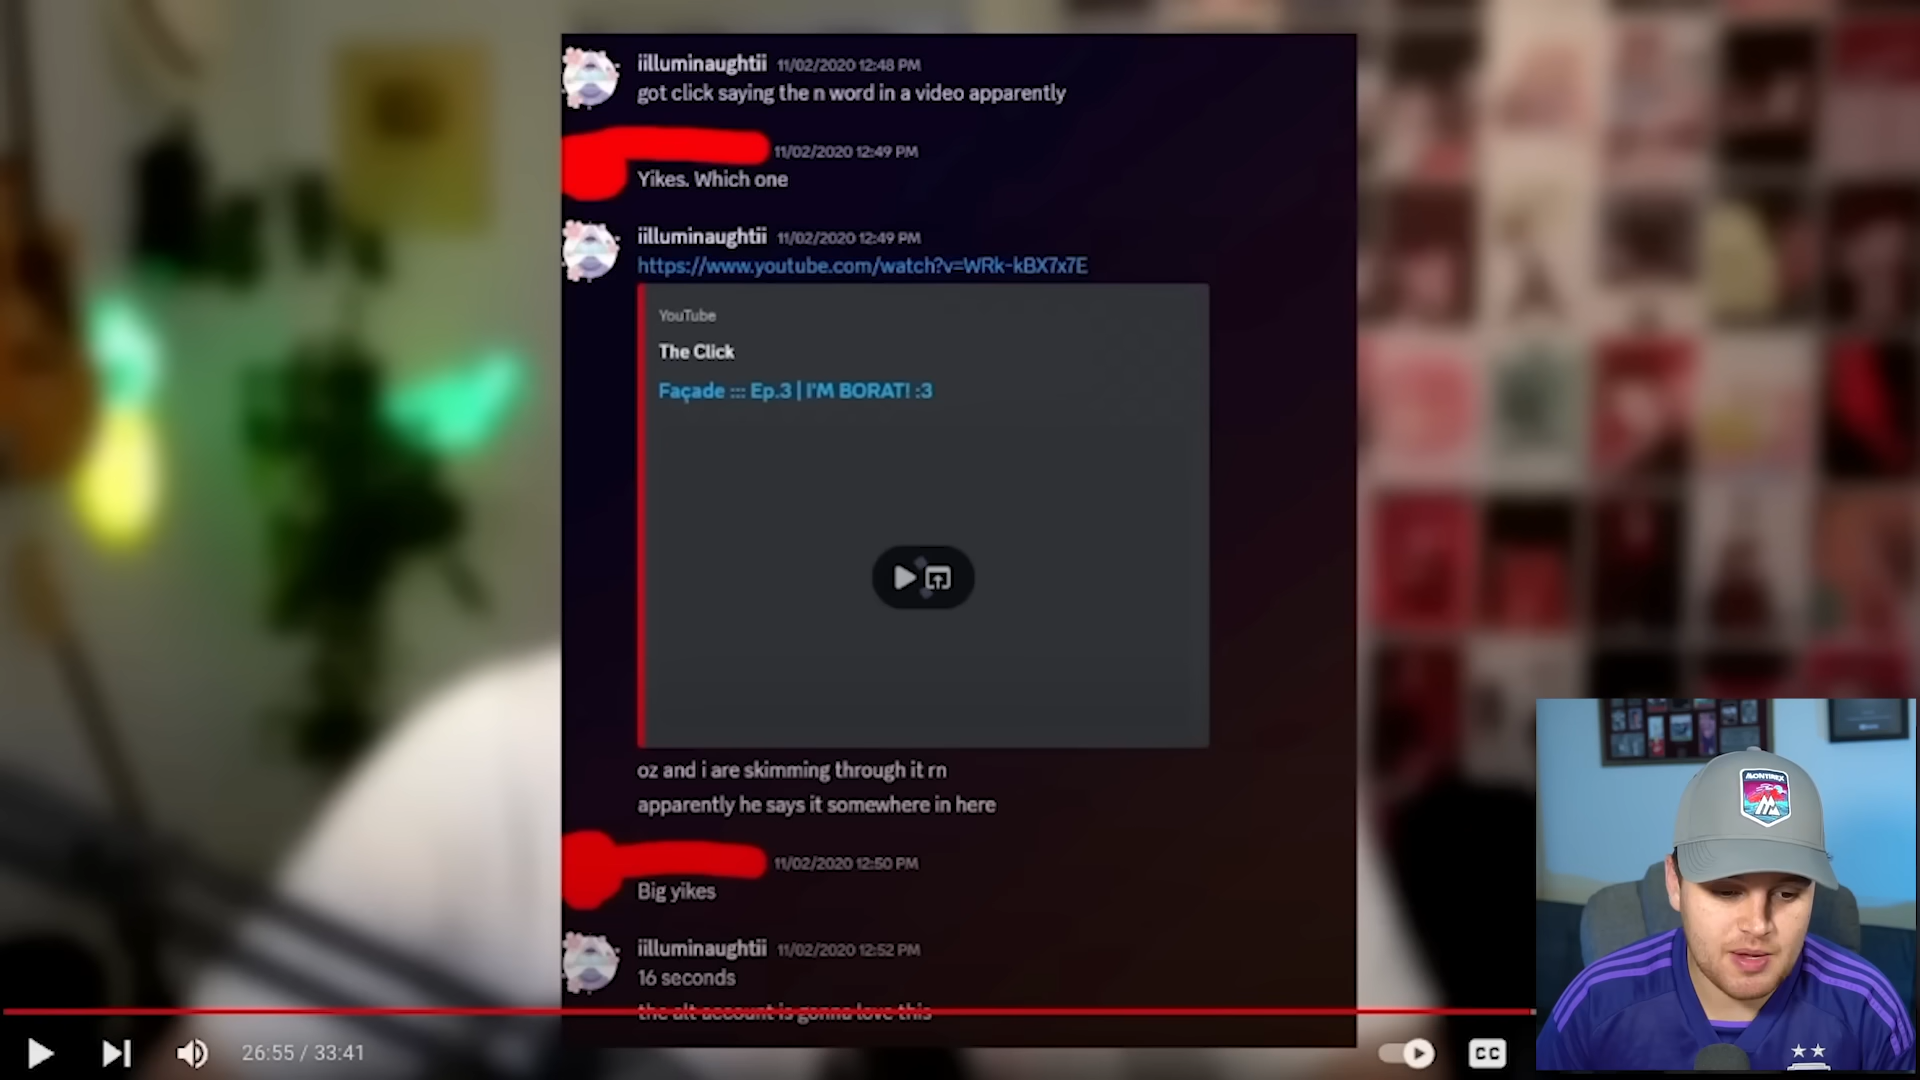 iilluminaughtii 11/02/2020 12:48 PM
got click saying the n word in a video apparently
11/02/2020 12:49 PM
Yikes. Which one
iilluminaughtii 11/02/2020 12:49 PM
https://www.youtube.com/watch?v=WRk-kBX7x7E
YouTube
The Click
Façade ::: Ep.3 | I'M BORAT! :3
oz and i are skimming through it rn
apparently he says it somewhere in here
11/02/2020 12:50 PM
Big yikes
iilluminaughtii 11/02/2020 12:52 PM
16 seconds
the alt account is gonna love this
26:55 / 33:41
CC
MONTIREX